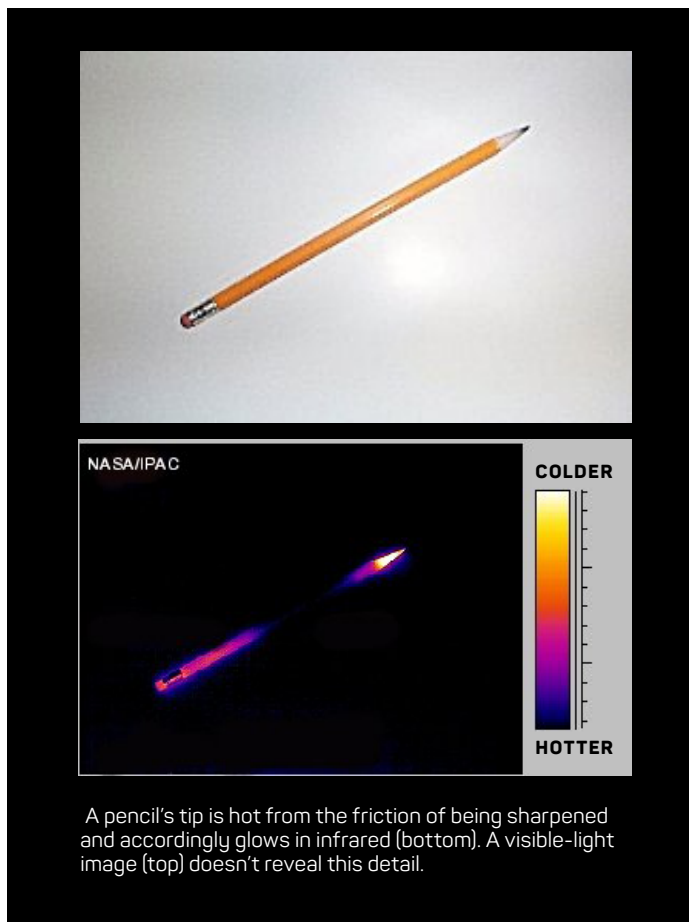 NASA/IPAC
COLDER
HOTTER
A pencil’s tip is hot from the friction of being sharpened
and accordingly glows in infrared (bottom). A visible-light
image (top) doesn’t reveal this detail.